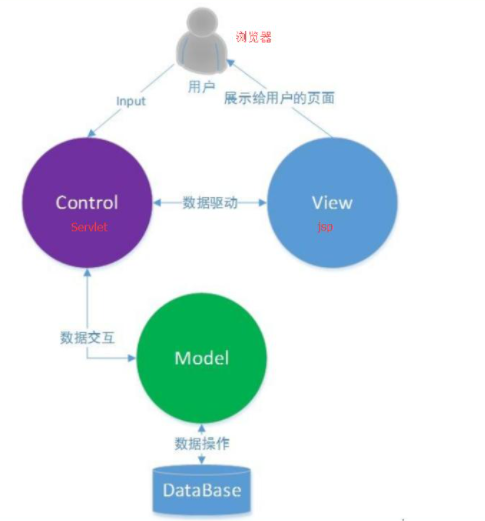 浏览器
用户
Input
展示给用户的页面
Control
Servlet
数据驱动
View
jsp
数据交互
Model
数据操作
DataBase